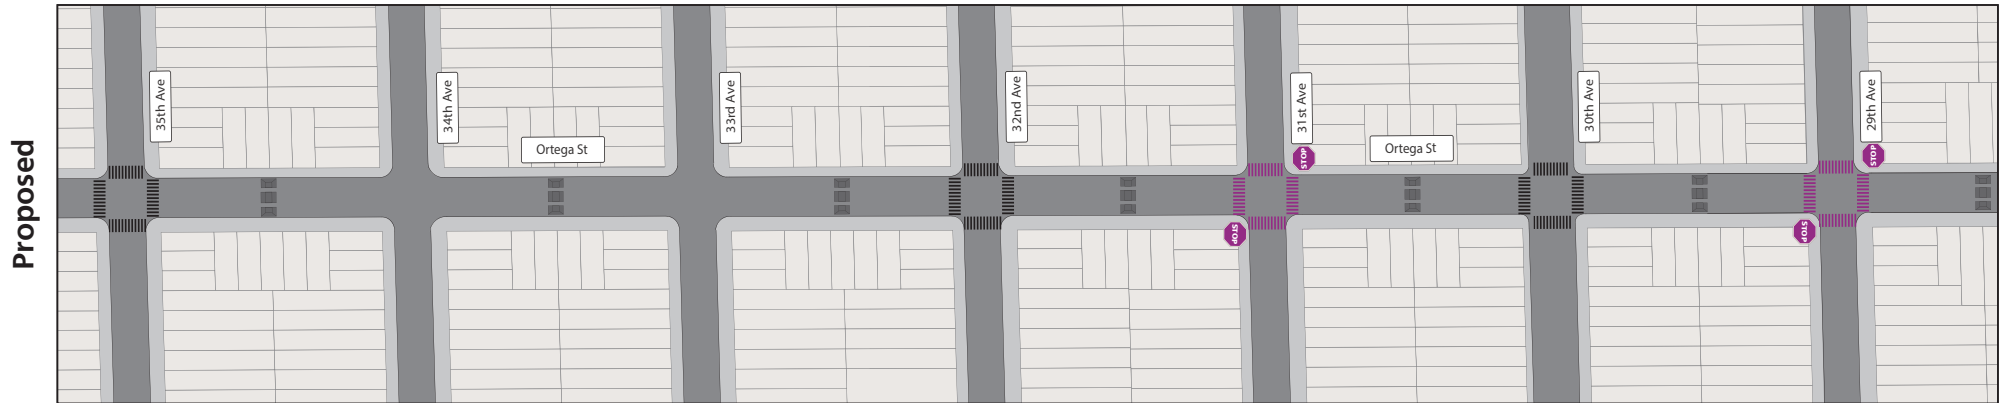 Proposed
35th Ave
34th Ave
Ortega St
33rd Ave
32nd Ave
31st Ave
STOP
Ortega St
30th Ave
29th Ave
STOP
STOP
STOP